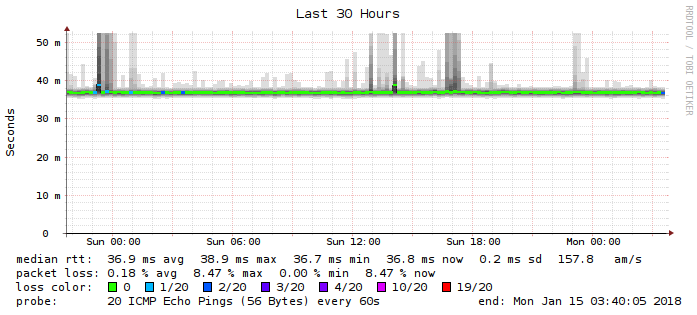 Last 30 Hours
RRDTOOL / TOBI OETIKER
Seconds
50 m
40 m
30 m
20 m
10 m
0
Sun 00:00 Sun 06:00 Sun 12:00 Sun 18:00 Mon 00:00
median rtt: 36.9 ms avg 38.9 ms max 36.7 ms min 36.8 ms now 0.2 ms sd 157.8 am/s
packet loss: 0.18 % avg 8.47 % max 0.00 % min 8.47 % now
loss color: 0 1/20 2/20 3/20 4/20 10/20 19/20
probe: 20 ICMP Echo Pings (56 Bytes) every 60s end: Mon Jan 15 03:40:05 2018